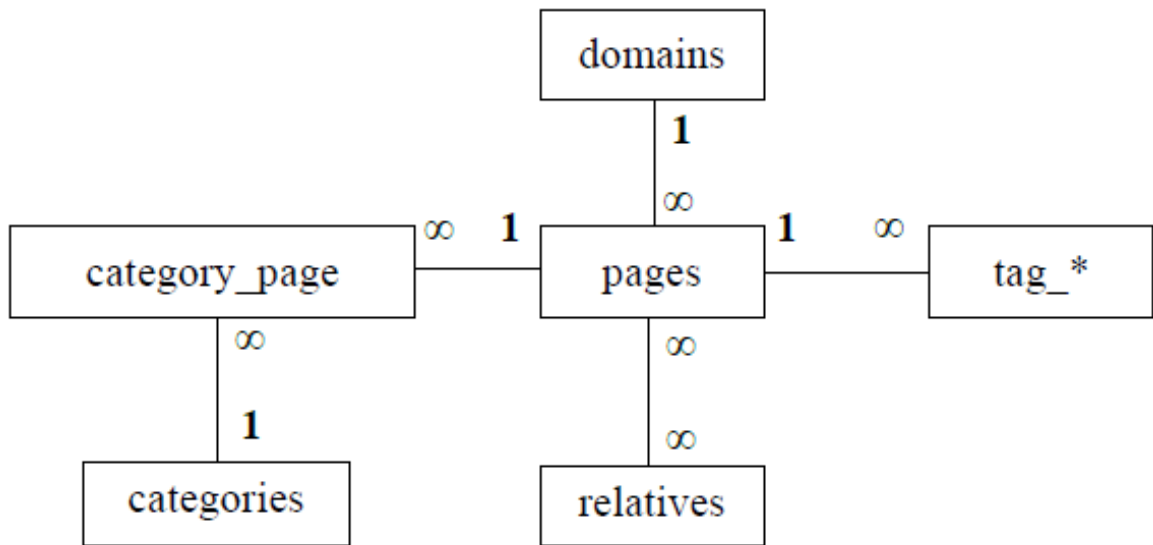 domains
1
∞
∞ 1
1 ∞
category_page
pages
tag_*
∞
∞
1
∞
categories
relatives